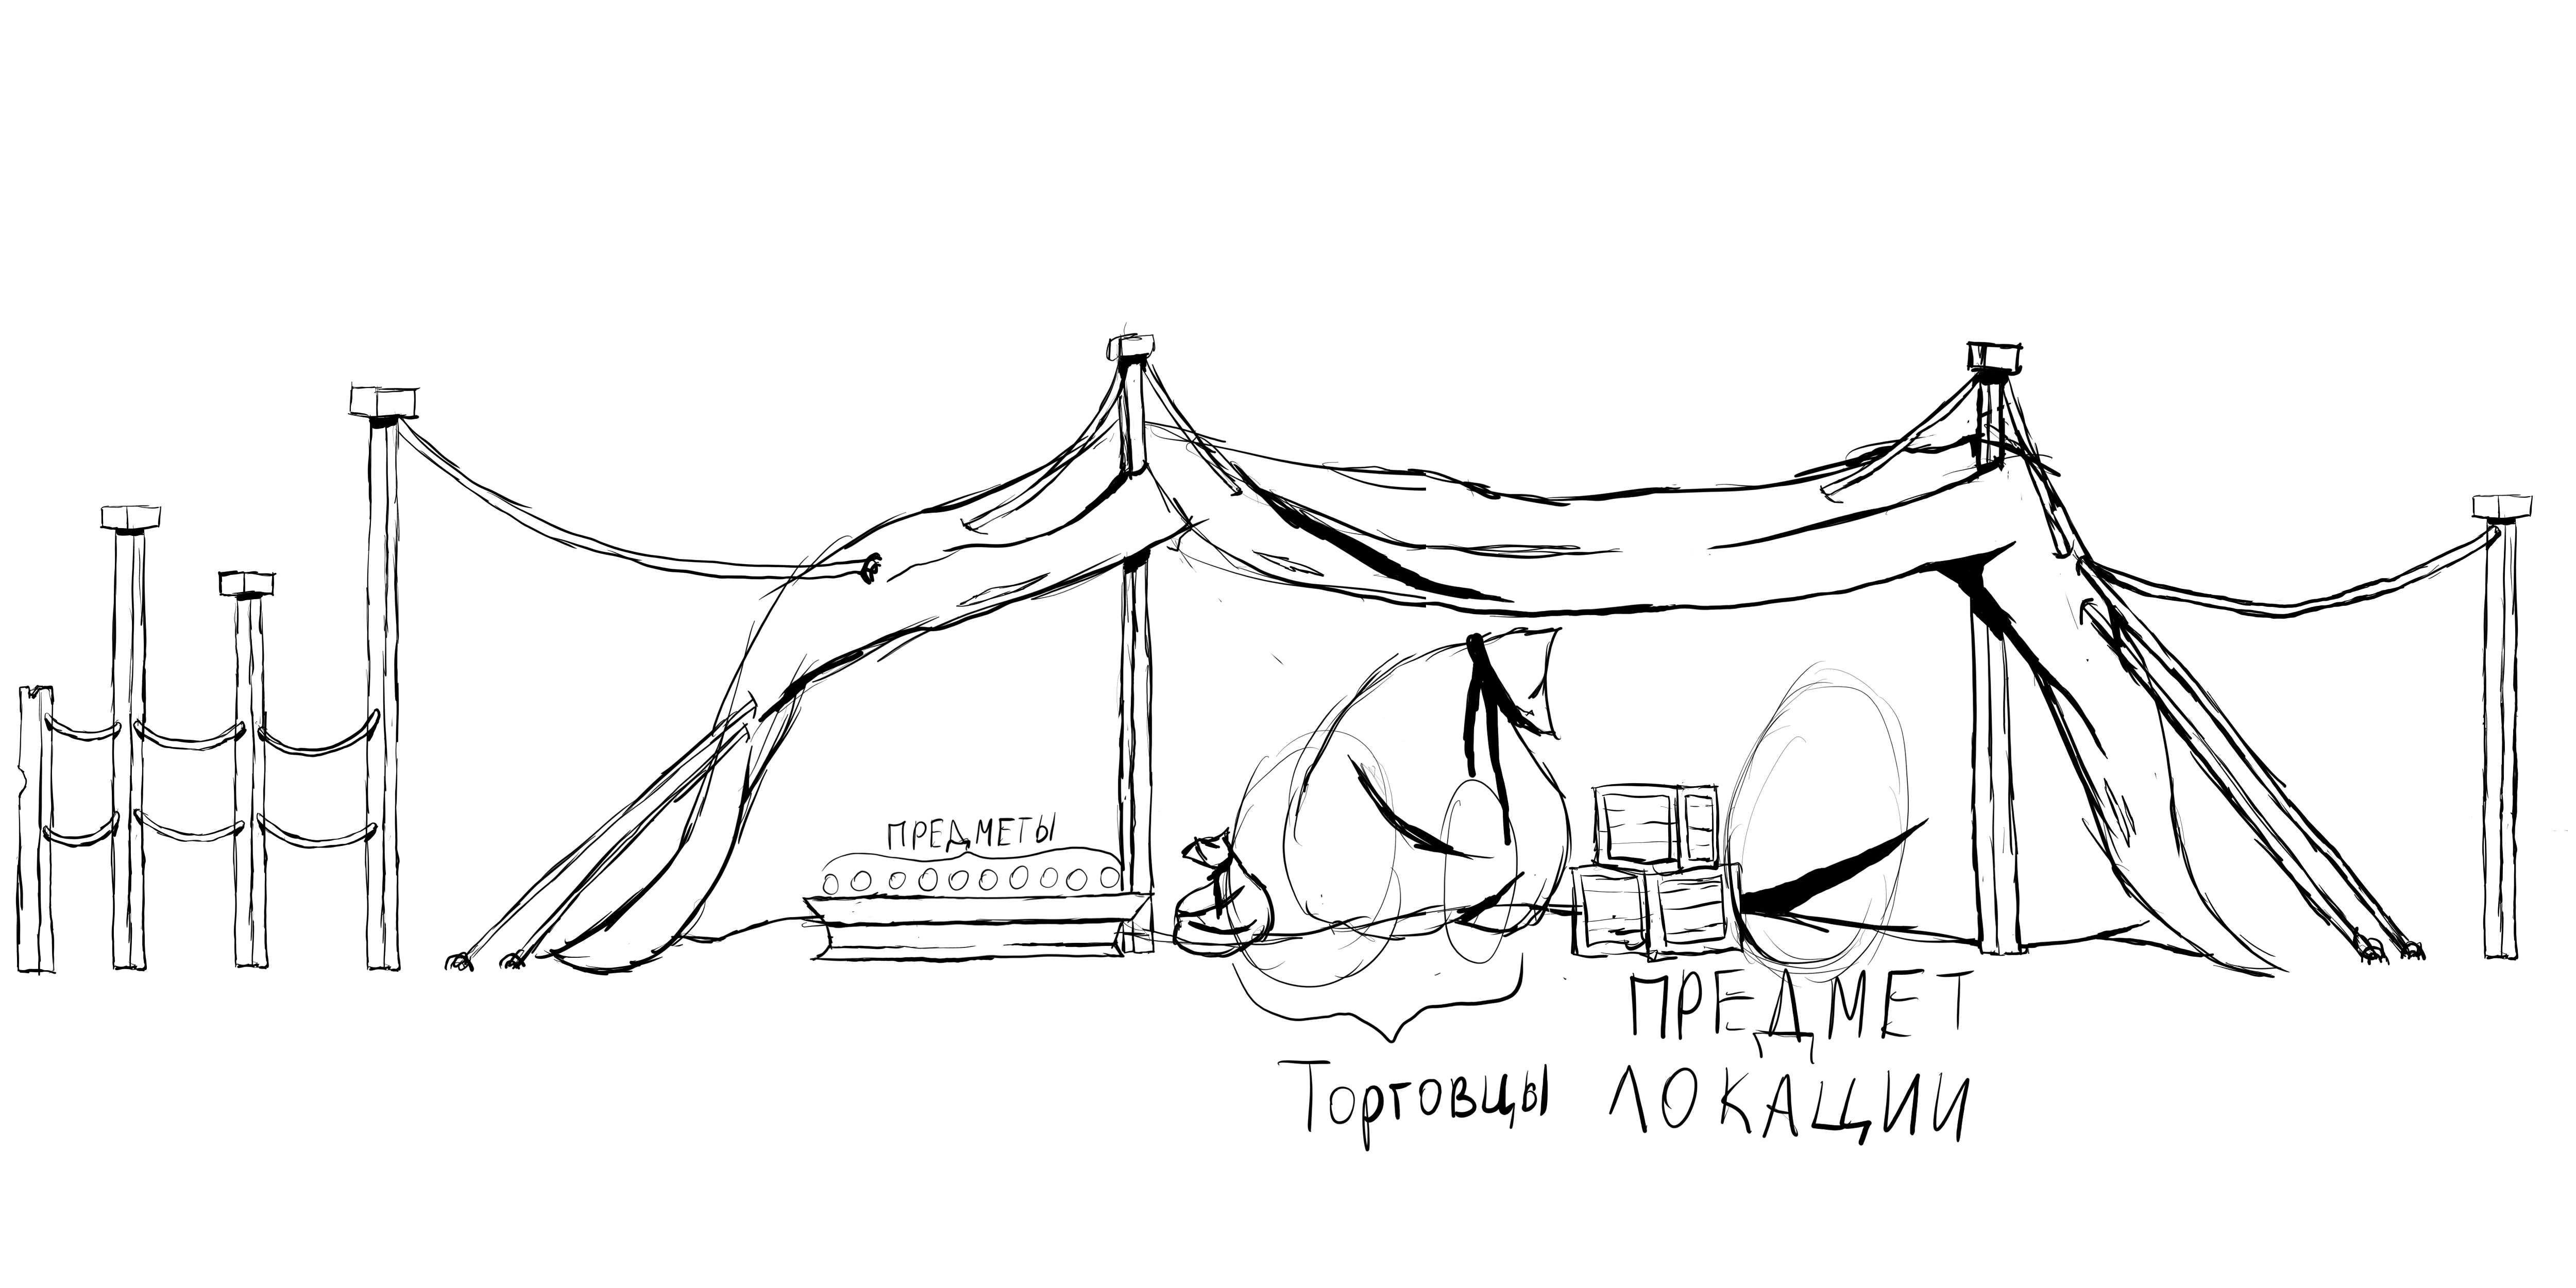 ПРЕДМЕТЫ
Торговцы
ПРЕДМЕТ
ЛОКАЦИИ